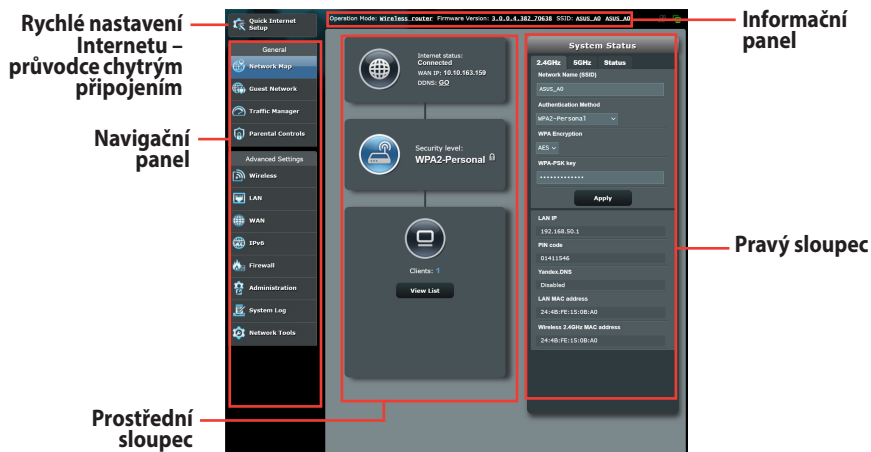 Rychlé nastavení
Internetu –
průvodce chytrým
připojením
Navigační
panel
Quick Internet
Setup
General
Network Map
Guest Network
Traffic Manager
Parental Controls
Advanced Settings
Wireless
LAN
WAN
IPv6
Firewall
Administration
System Log
Network Tools
Operation Mode: Wireless router Firmware Version: 3.0.0.4.382_70638 SSID: ASUS_A0 ASUS_A0
Internet status:
Connected
WAN IP: 10.10.163.159
DDNS: GO
Security level:
WPA2-Personal
Clients: 1
View List
System Status
2.4GHz 5GHz Status
Network Name (SSID)
ASUS_A0
Authentication Method
WPA2-Personal
WPA Encryption
AES
WPA-PSK key
•••••••••••••
Apply
LAN IP
192.168.50.1
PIN code
01411546
Yandex.DNS
Disabled
LAN MAC address
24:4B:FE:15:0B:A0
Wireless 2.4GHz MAC address
24:4B:FE:15:0B:A0
Informační
panel
Pravý sloupec
Prostřední
sloupec